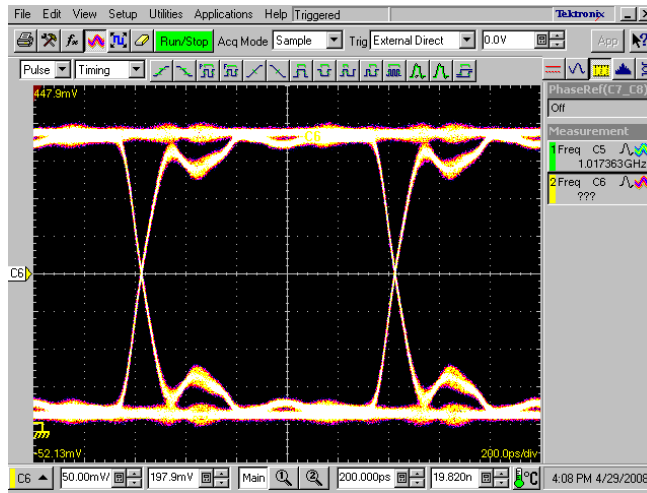 File Edit View Setup Utilities Applications Help Triggered Tektronix
Run/Stop Acq Mode Sample Trig External Direct 0.0V App
Pulse Timing
447.9mV
PhaseRef(C7_C8)
Off
C6
Measurement
1 Freq C5
1.017363GHz
2 Freq C6
???
C6
-52.13mV 200.0ps/div
C6 50.00mV/ 197.9mV Main 1 2 200.000ps 19.820n °C 4:08 PM 4/29/2008